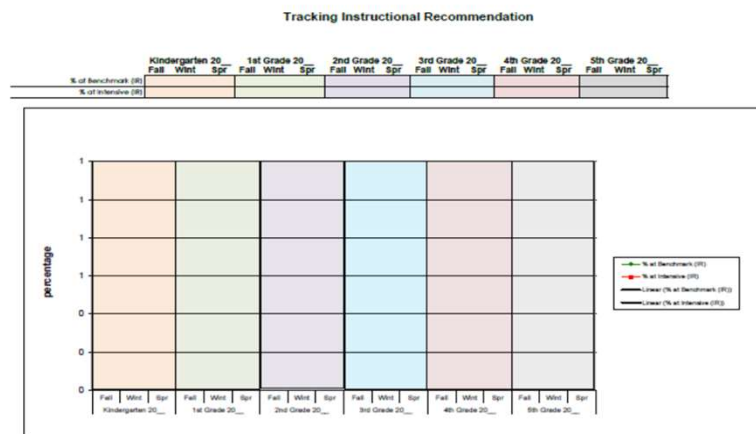 Tracking Instructional Recommendation
Kindergarten 20__ 1st Grade 20__ 2nd Grade 20__ 3rd Grade 20__ 4th Grade 20__ 5th Grade 20__
Fall Wint Spr Fall Wint Spr Fall Wint Spr Fall Wint Spr Fall Wint Spr Fall Wint Spr
% at Benchmark (IR)
% at Intensive (IR)
percentage
1
1
1
1
0
0
0
Fall Wint Spr Fall Wint Spr Fall Wint Spr Fall Wint Spr Fall Wint Spr Fall Wint Spr
Kindergarten 20__ 1st Grade 20__ 2nd Grade 20__ 3rd Grade 20__ 4th Grade 20__ 5th Grade 20__
% at Benchmark (IR)
% at Intensive (IR)
Linear (% at Benchmark (IR))
Linear (% at Intensive (IR))